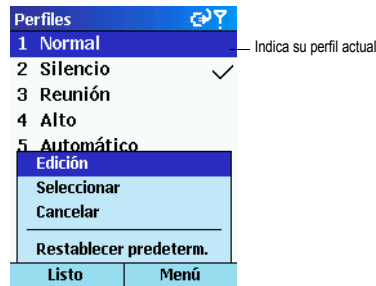 Perfiles
1 Normal
Indica su perfil actual
2 Silencio
3 Reunión
4 Alto
5 Automático
Edición
Seleccionar
Cancelar
Restablecer predeterm.
Listo Menú